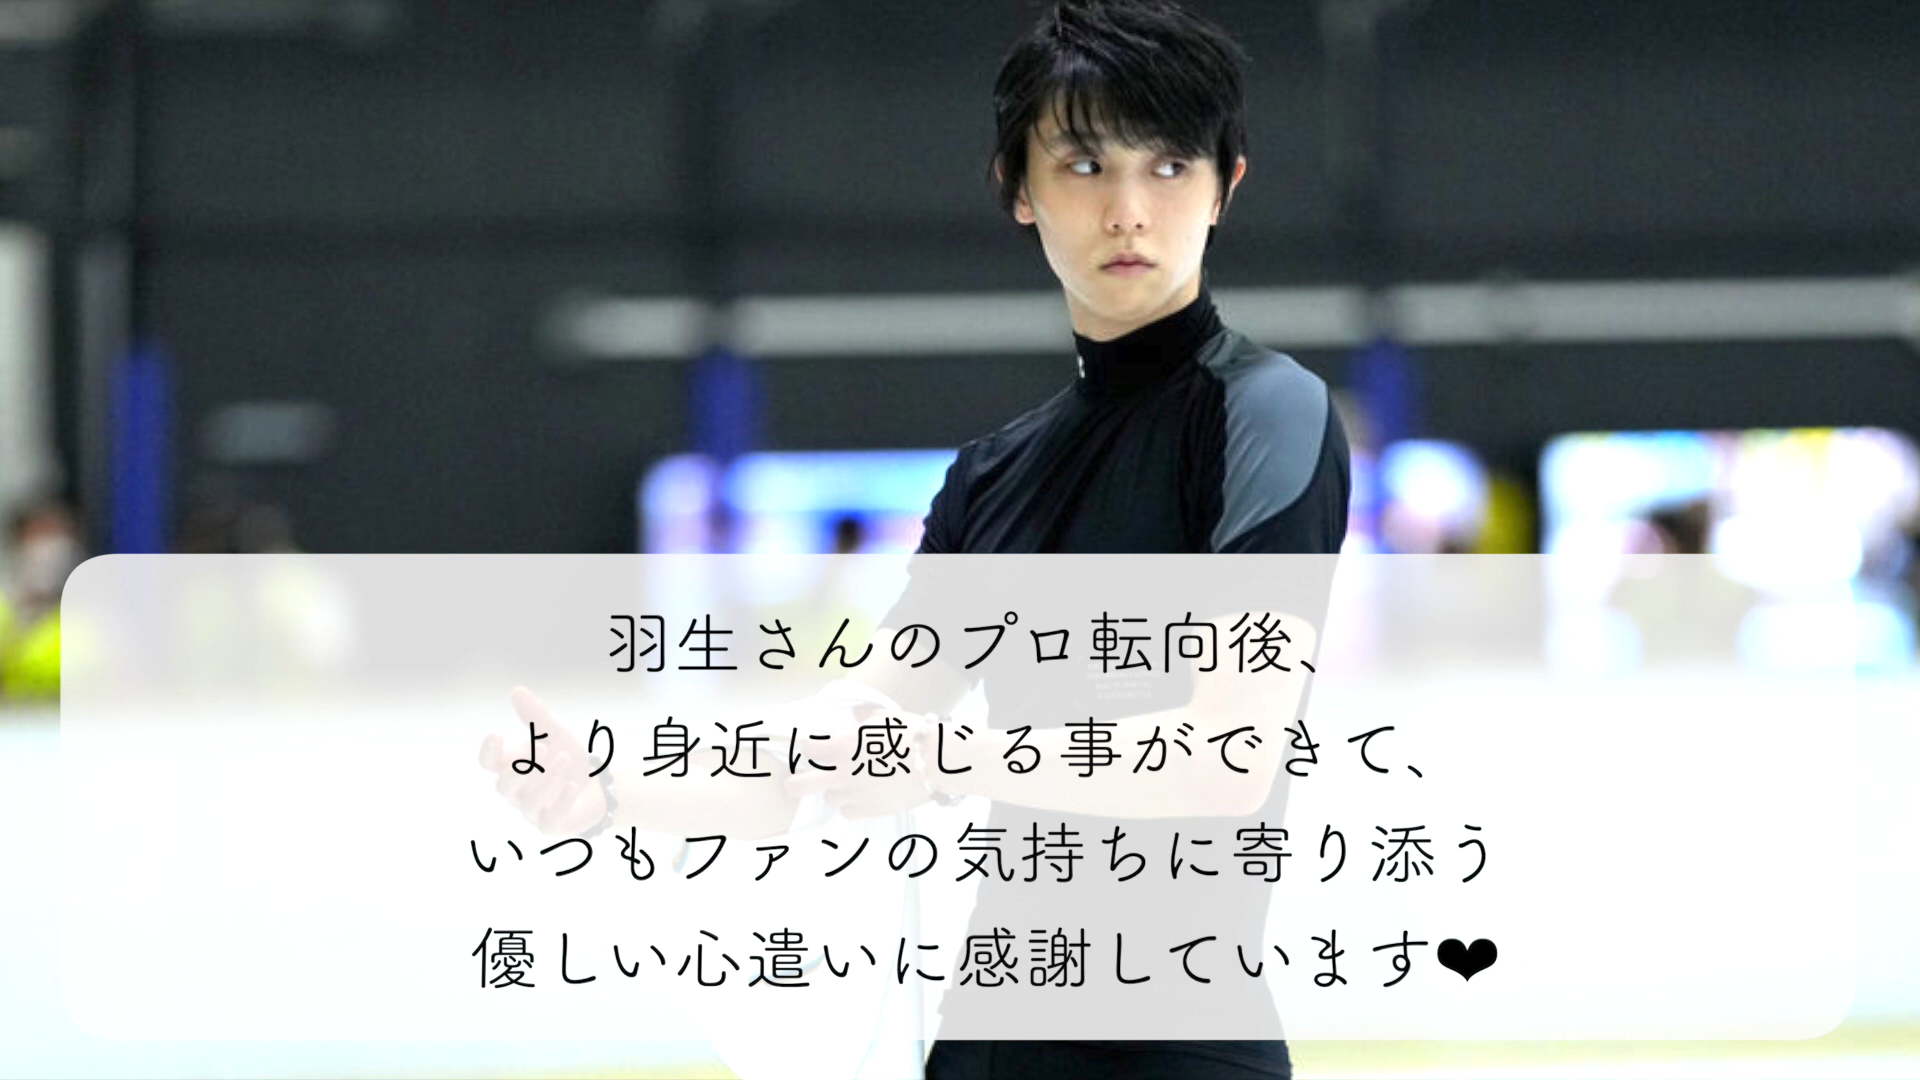 羽生さんのプロ転向後、
より身近に感じる事ができて、
いつもファンの気持ちに寄り添う
優しい心遣いに感謝しています❤